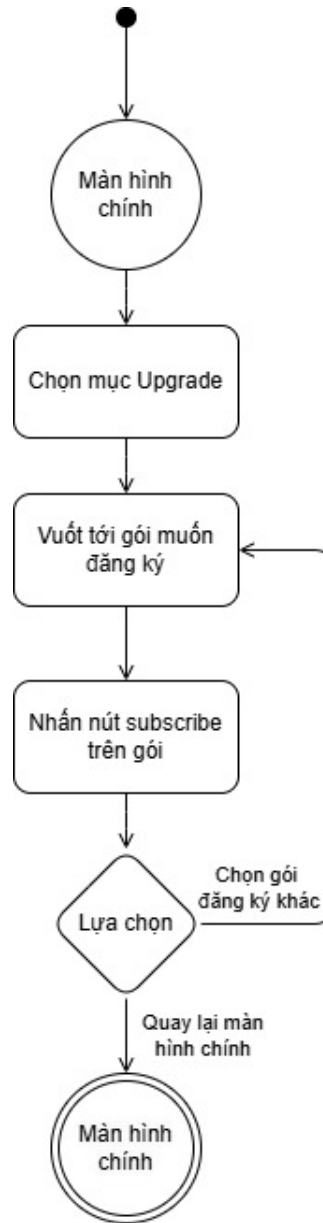 Màn hình
chính
Chọn mục Upgrade
Vuốt tới gói muốn
đăng ký
Nhấn nút subscribe
trên gói
Lựa chọn
Chọn gói
đăng ký khác
Quay lại màn
hình chính
Màn hình
chính